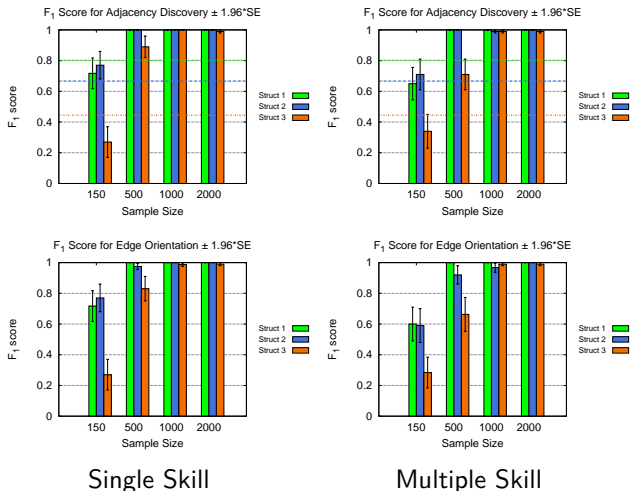 F1 Score for Adjacency Discovery ± 1.96*SE
1
0.8
0.6
0.4
0.2
0
F1 score
150 500 1000 2000
Sample Size
Struct 1
Struct 2
Struct 3
F1 Score for Adjacency Discovery ± 1.96*SE
1
0.8
0.6
0.4
0.2
0
F1 score
150 500 1000 2000
Sample Size
Struct 1
Struct 2
Struct 3
F1 Score for Edge Orientation ± 1.96*SE
1
0.8
0.6
0.4
0.2
0
F1 score
150 500 1000 2000
Sample Size
Struct 1
Struct 2
Struct 3
F1 Score for Edge Orientation ± 1.96*SE
1
0.8
0.6
0.4
0.2
0
F1 score
150 500 1000 2000
Sample Size
Struct 1
Struct 2
Struct 3
Single Skill
Multiple Skill